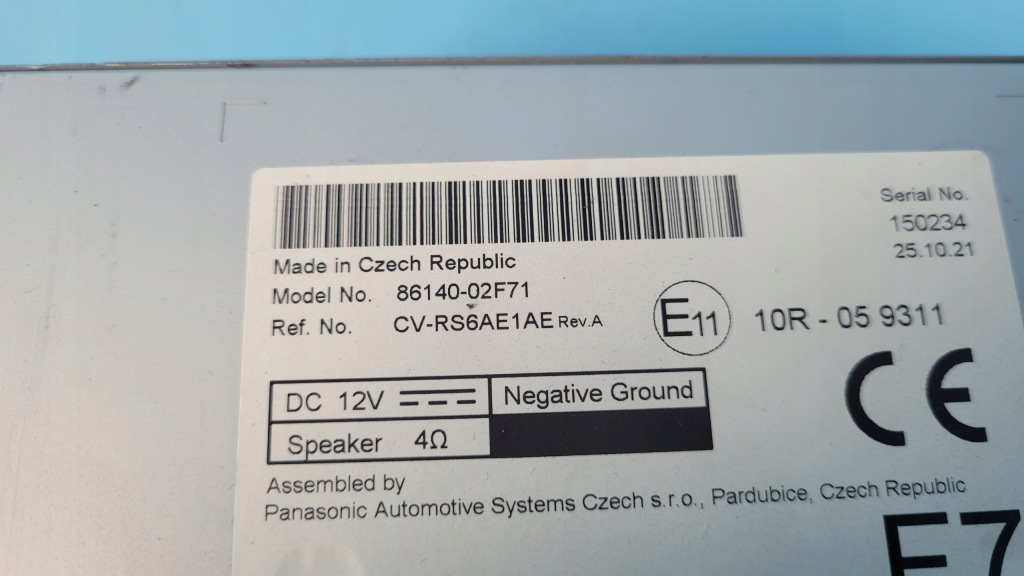 Serial No.
150234
25.10.21
Made in Czech Republic
Model No. 86140-02F71
Ref. No. CV-RS6AE1AE Rev.A
E11 10R - 05 9311
CE
DC 12V Negative Ground
Speaker 4Ω
Assembled by
Panasonic Automotive Systems Czech s.r.o., Pardubice, Czech Republic